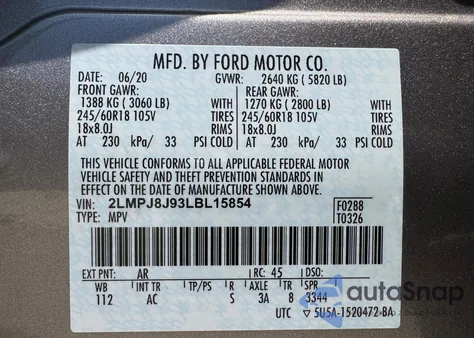 MFD. BY FORD MOTOR CO.
DATE: 06/20 GVWR: 2640 KG ( 5820 LB)
FRONT GAWR: REAR GAWR:
1388 KG ( 3060 LB) 1270 KG ( 2800 LB)
245/60R18 105V TIRES 245/60R18 105V TIRES
18x8.0J RIMS 18x8.0J RIMS
AT 230 kPa/ 33 PSI COLD AT 230 kPa/ 33 PSI COLD
THIS VEHICLE CONFORMS TO ALL APPLICABLE FEDERAL MOTOR
VEHICLE SAFETY AND THEFT PREVENTION STANDARDS IN
EFFECT ON THE DATE OF MANUFACTURE SHOWN ABOVE.
VIN: 2LMPJ8J93LBL15854 F0288
TYPE: MPV T0326
EXT PNT: AR RC: 45 DSO:
WB INT TR TP/PS R AX TR SPR
112 AC S 3A 8 3344
UTC 5U5A-1520472-BA
autoSnap